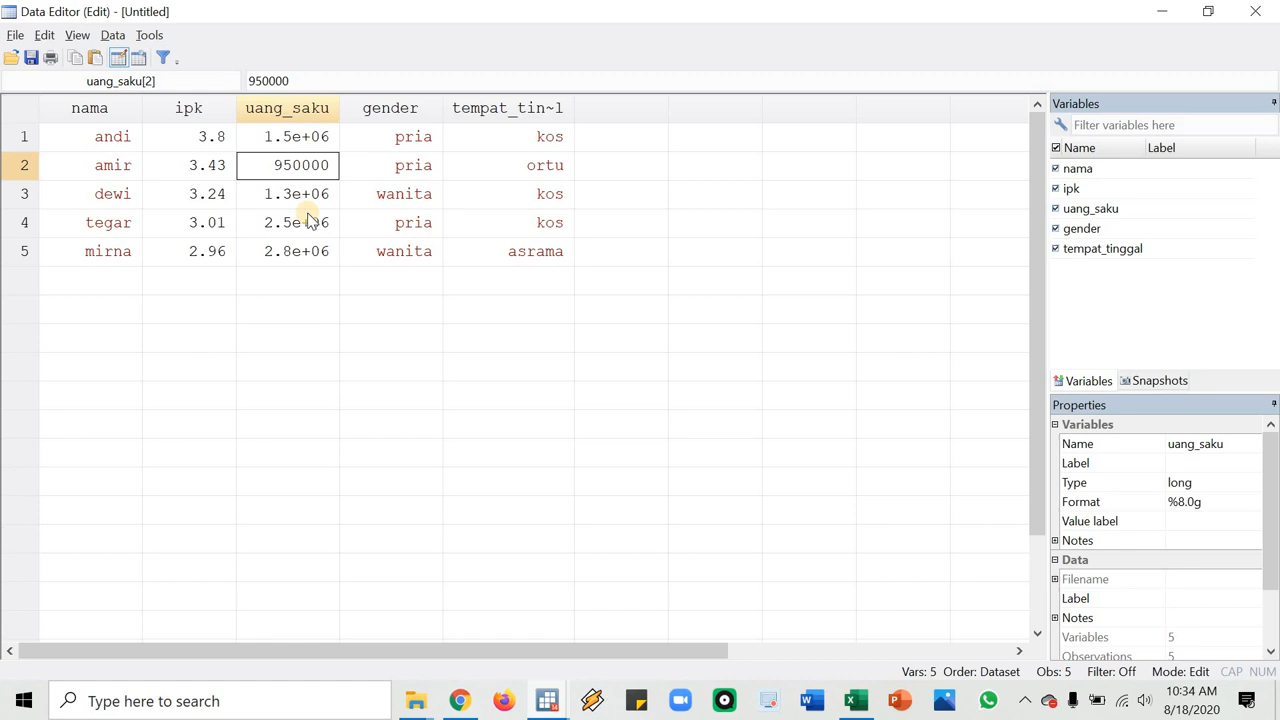 Data Editor (Edit) - [Untitled]
File Edit View Data Tools
uang_saku[2] 950000
nama ipk uang_saku gender tempat_tin~l
1 andi 3.8 1.5e+06 pria kos
2 amir 3.43 950000 pria ortu
3 dewi 3.24 1.3e+06 wanita kos
4 tegar 3.01 2.5e+06 pria kos
5 mirna 2.96 2.8e+06 wanita asrama
Variables
Filter variables here
Name Label
nama
ipk
uang_saku
gender
tempat_tinggal
Variables Snapshots
Properties
Variables
Name uang_saku
Label
Type long
Format %8.0g
Value label
Notes
Data
Filename
Label
Notes
Variables 5
Observations 5
Vars: 5 Order: Dataset Obs: 5 Filter: Off Mode: Edit CAP NUM
Type here to search
10:34 AM
8/18/2020